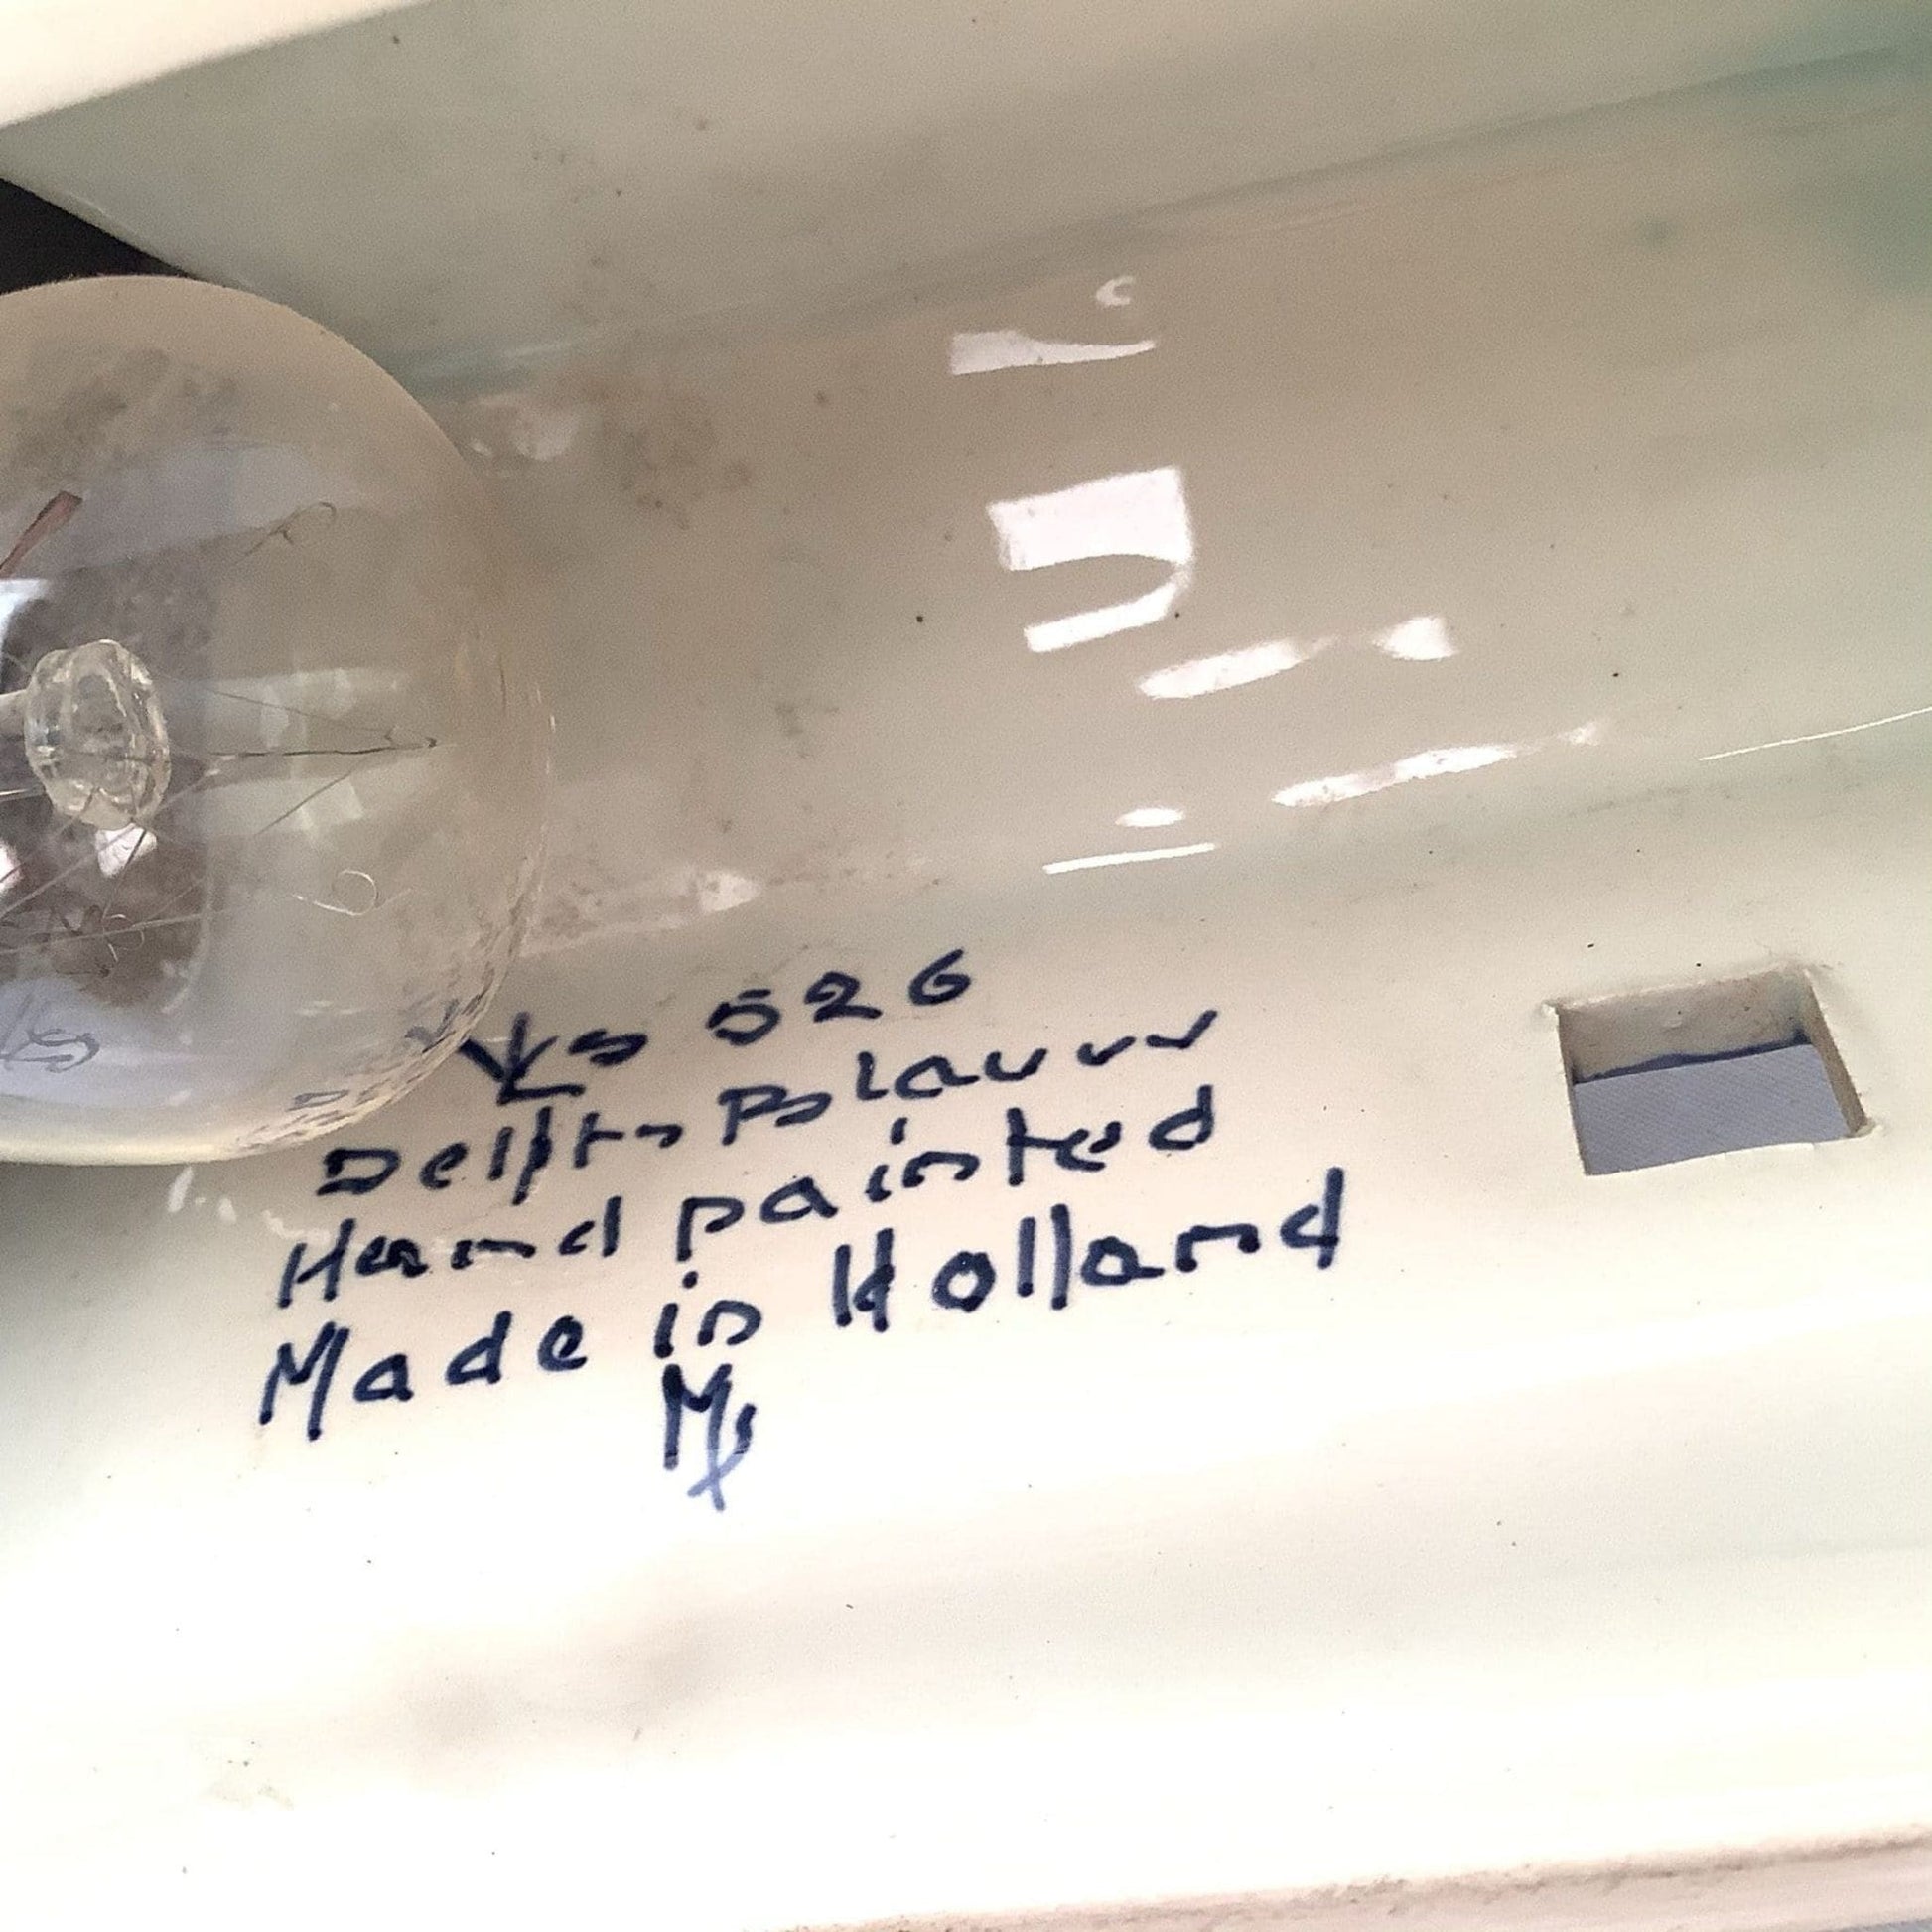 526
Delfts Blauw
Hand painted
Made in Holland